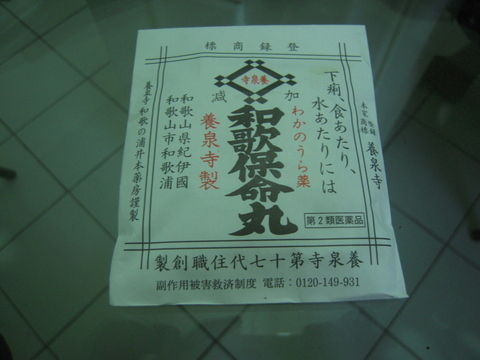 標商録登
寺泉養
加減
下痢、食あたり、
水あたりには
わかのうら薬
和歌保命丸
養泉寺製
和歌山県紀伊國
和歌山市和歌浦
養泉寺
養益寺 和歌の浦井本薬房謹製
第2類医薬品
製創職住代七十第寺泉養
副作用被害救済制度 電話:0120-149-931